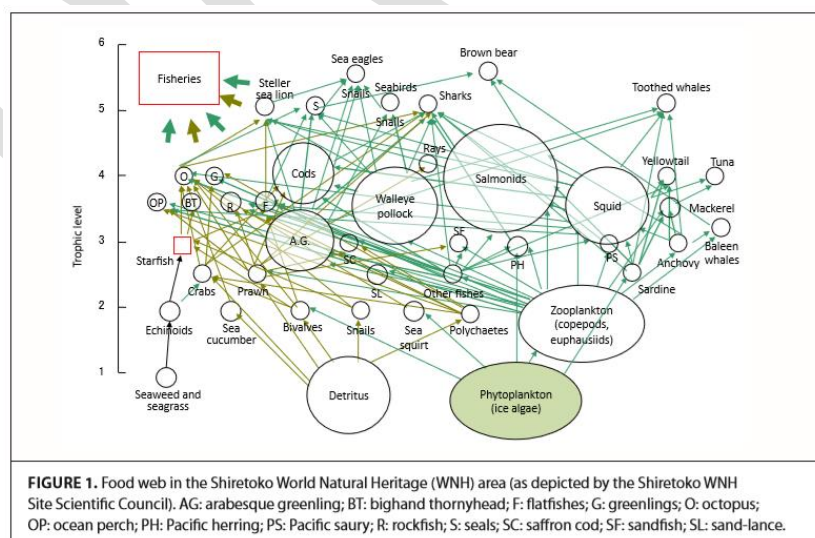 6
5
4
3
2
1
Trophic level
Fisheries
Steller
sea lion
Sea eagles
Snails
S
Seabirds
Snails
Sharks
Brown bear
Toothed whales
O
G
Cods
Rays
Salmonids
Yellowtail
Tuna
OP
BT
R
F
Walleye
pollock
Squid
Mackerel
Starfish
A.G.
SC
SF
PH
PS
Anchovy
Baleen
whales
Crabs
Prawn
SL
Other fishes
Sardine
Echinoids
Sea
cucumber
Bivalves
Snails
Sea
squirt
Polychaetes
Zooplankton
(copepods,
euphausiids)
Seaweed and
seagrass
Detritus
Phytoplankton
(ice algae)
FIGURE 1. Food web in the Shiretoko World Natural Heritage (WNH) area (as depicted by the Shiretoko WNH
Site Scientific Council). AG: arabesque greenling; BT: bighand thornyhead; F: flatfishes; G: greenlings; O: octopus;
OP: ocean perch; PH: Pacific herring; PS: Pacific saury; R: rockfish; S: seals; SC: saffron cod; SF: sandfish; SL: sand-lance.